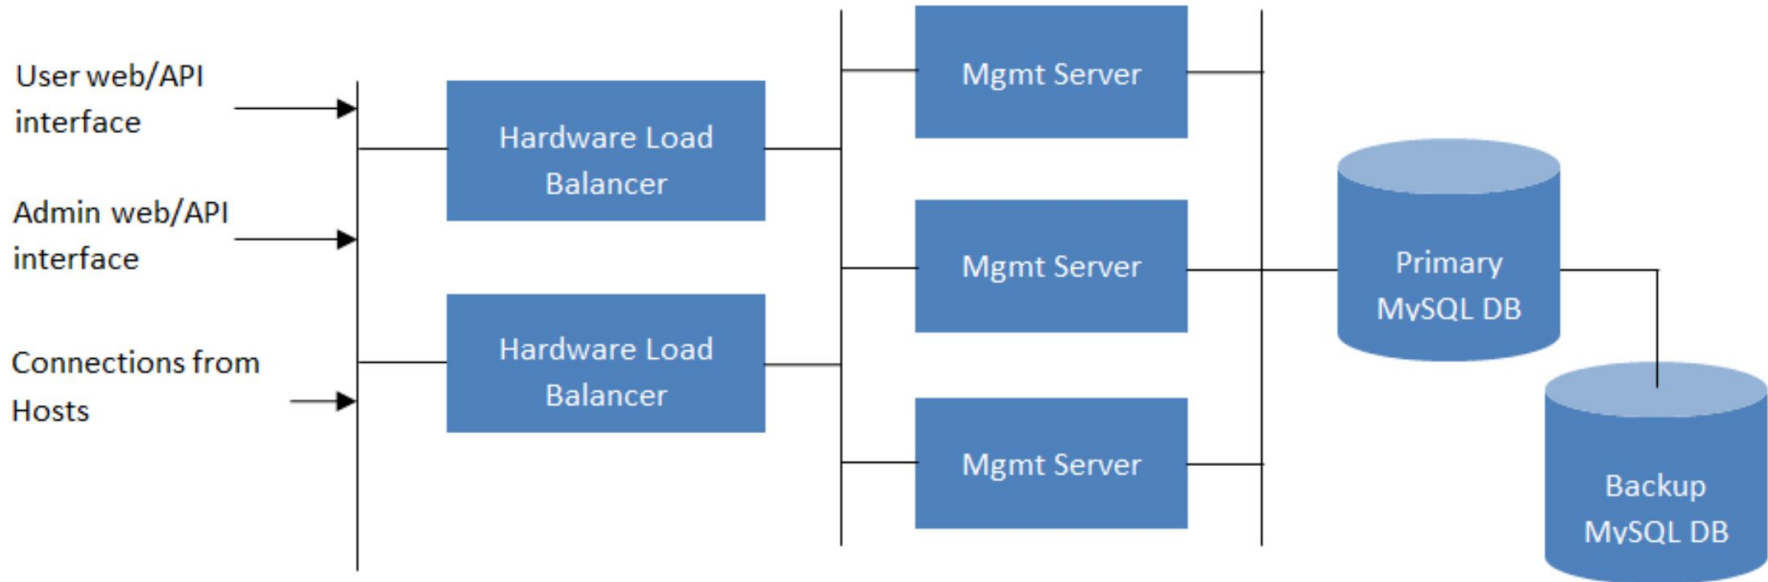 User web/API
interface
Admin web/API
interface
Connections from
Hosts
Hardware Load
Balancer
Hardware Load
Balancer
Mgmt Server
Mgmt Server
Mgmt Server
Primary
MySQL DB
Backup
MySQL DB